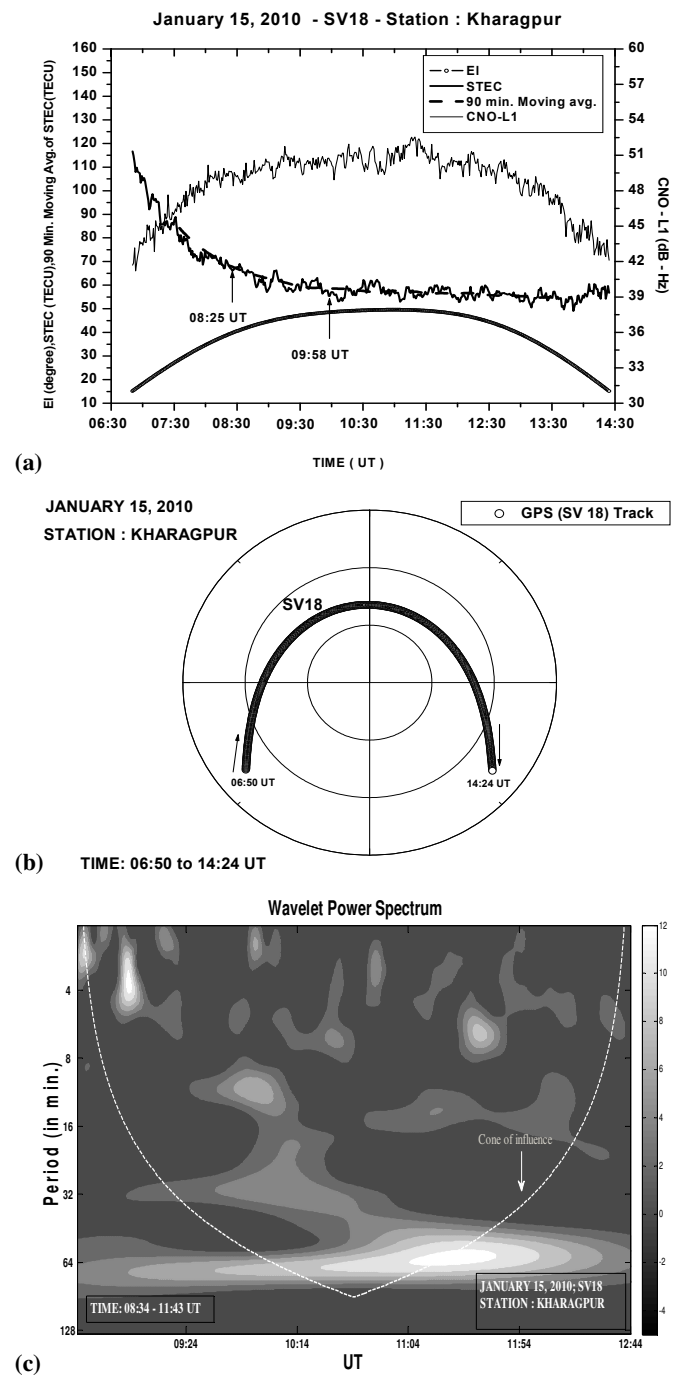 January 15, 2010 - SV18 - Station : Kharagpur
EI (degree),STEC (TECU),90 Min. Moving Avg.of STEC(TECU)
160
150
140
130
120
110
100
90
80
70
60
50
40
30
20
10
EI
STEC
90 min. Moving avg.
CNO-L1
60
57
54
51
48
45
42
39
36
33
30
CNO - L1 (dB - Hz)
08:25 UT
09:58 UT
06:30 07:30 08:30 09:30 10:30 11:30 12:30 13:30 14:30
(a)
TIME ( UT )
JANUARY 15, 2010
STATION : KHARAGPUR
GPS (SV 18) Track
SV18
06:50 UT
14:24 UT
(b) TIME: 06:50 to 14:24 UT
Wavelet Power Spectrum
Period (in min.)
4
8
16
32
64
128
Cone of influence
12
10
8
6
4
2
0
-2
-4
TIME: 08:34 - 11:43 UT
JANUARY 15, 2010; SV18
STATION : KHARAGPUR
09:24 10:14 11:04 11:54 12:44
(c)
UT